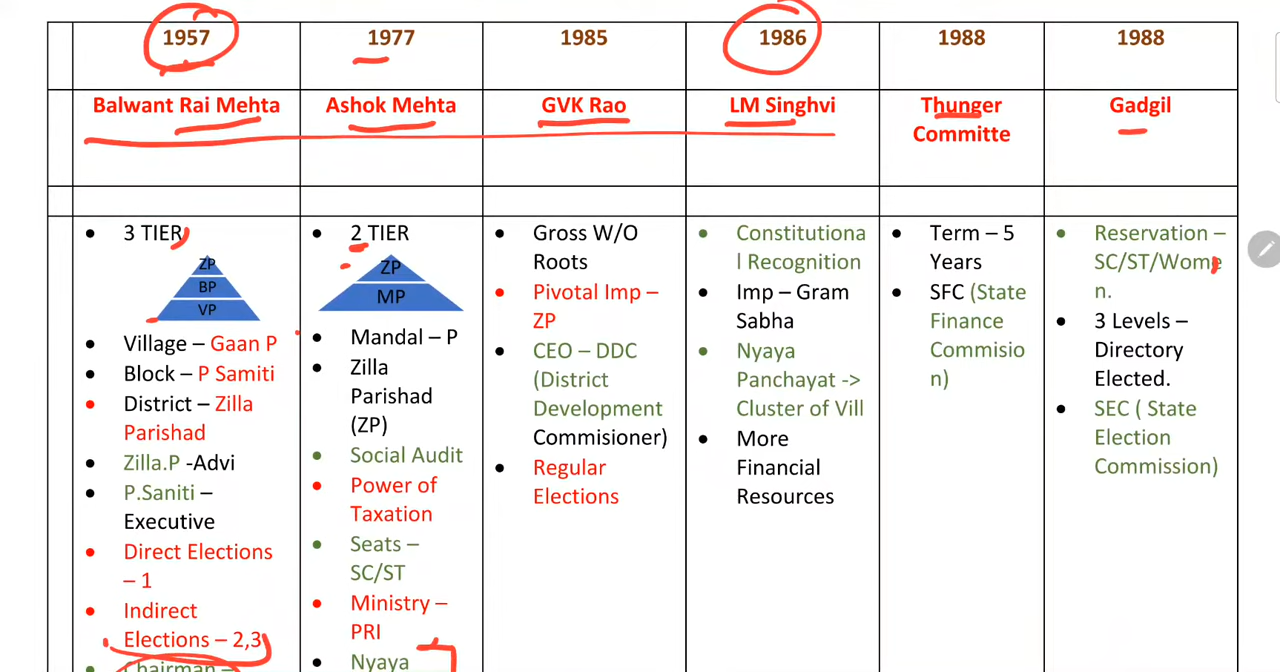 1957
1977
1985
1986
1988
1988
Balwant Rai Mehta
Ashok Mehta
GVK Rao
LM Singhvi
Thunger
Committe
Gadgil
• 3 TIER
ZP
BP
VP
• Village – Gaan P
• Block – P Samiti
• District – Zilla
Parishad
• Zilla.P -Advi
• P.Saniti –
Executive
• Direct Elections
– 1
• Indirect
Elections – 2,3
• Chairman –
• 2 TIER
ZP
MP
• Mandal – P
• Zilla
Parishad
(ZP)
• Social Audit
• Power of
Taxation
• Seats –
SC/ST
• Ministry –
PRI
• Nyaya
• Gross W/O
Roots
• Pivotal Imp –
ZP
• CEO – DDC
(District
Development
Commisioner)
• Regular
Elections
• Constitutiona
l Recognition
• Imp – Gram
Sabha
• Nyaya
Panchayat ->
Cluster of Vill
• More
Financial
Resources
• Term – 5
Years
• SFC (State
Finance
Commisio
n)
• Reservation –
SC/ST/Wome
n.
• 3 Levels –
Directory
Elected.
• SEC ( State
Election
Commission)